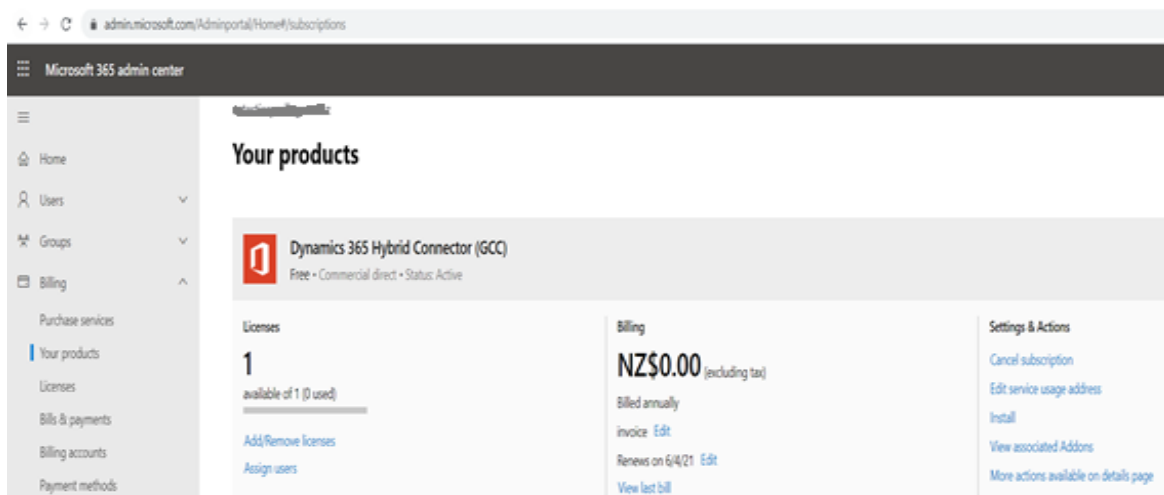 admin.microsoft.com/Adminportal/Home#/subscriptions
Microsoft 365 admin center
Home
Users
Groups
Billing
Purchase services
Your products
Licenses
Bills & payments
Billing accounts
Payment methods
Your products
Dynamics 365 Hybrid Connector (GCC)
Free • Commercial direct • Status: Active
Licenses
1
available of 1 (0 used)
Add/Remove licenses
Assign users
Billing
NZ$0.00 (excluding tax)
Billed annually
invoice Edit
Renews on 6/4/21 Edit
View last bill
Settings & Actions
Cancel subscription
Edit service usage address
Install
View associated Addons
More actions available on details page